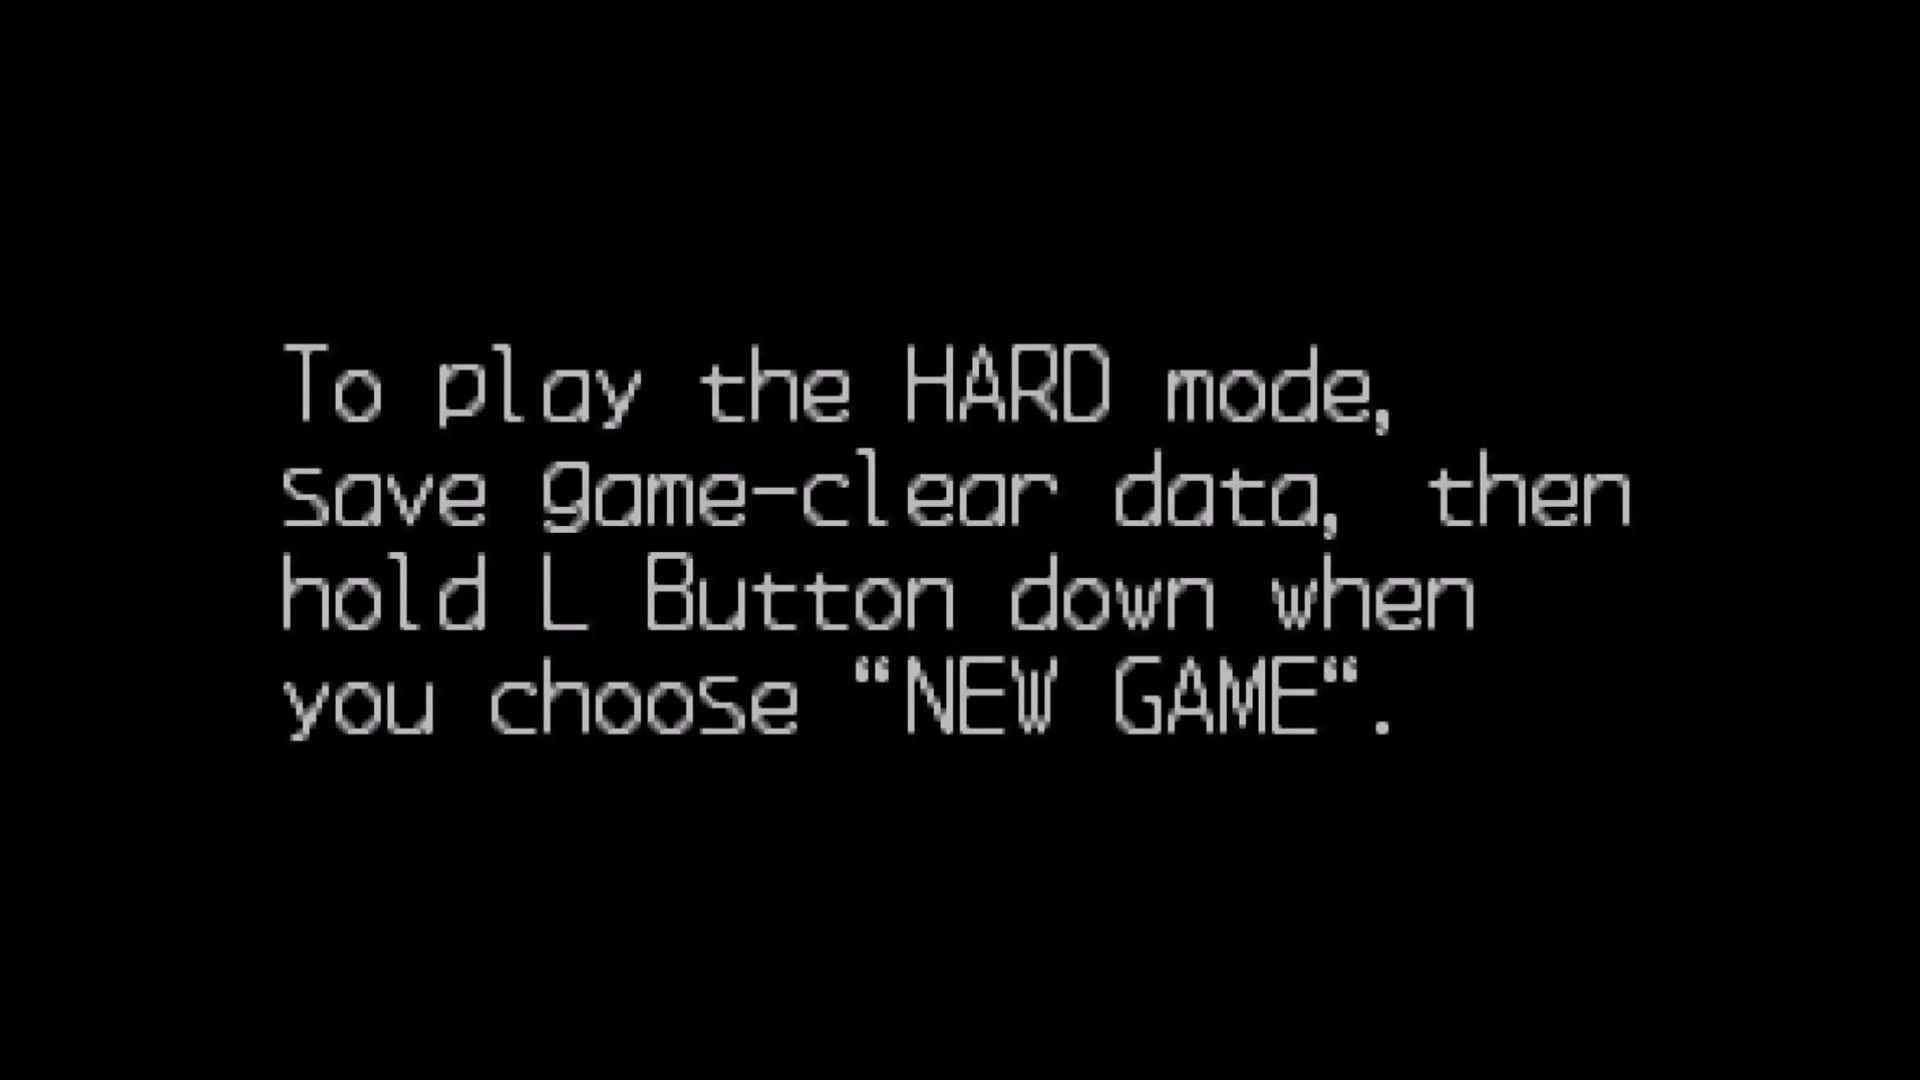 To play the HARD mode,
save game-clear data, then
hold L Button down when
you choose “NEW GAME“.